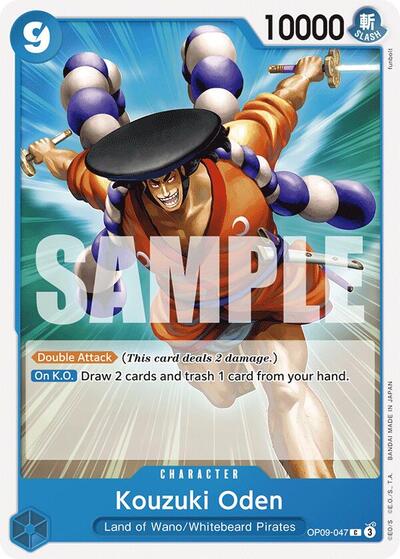 9
10000
斬
SLASH
funbolt
SAMPLE
Double Attack (This card deals 2 damage.)
On K.O. Draw 2 cards and trash 1 card from your hand.
CHARACTER
Kouzuki Oden
Land of Wano/Whitebeard Pirates
OP09-047 C 3
©E.O/S. ©E.O./S., T.A. BANDAI MADE IN JAPAN